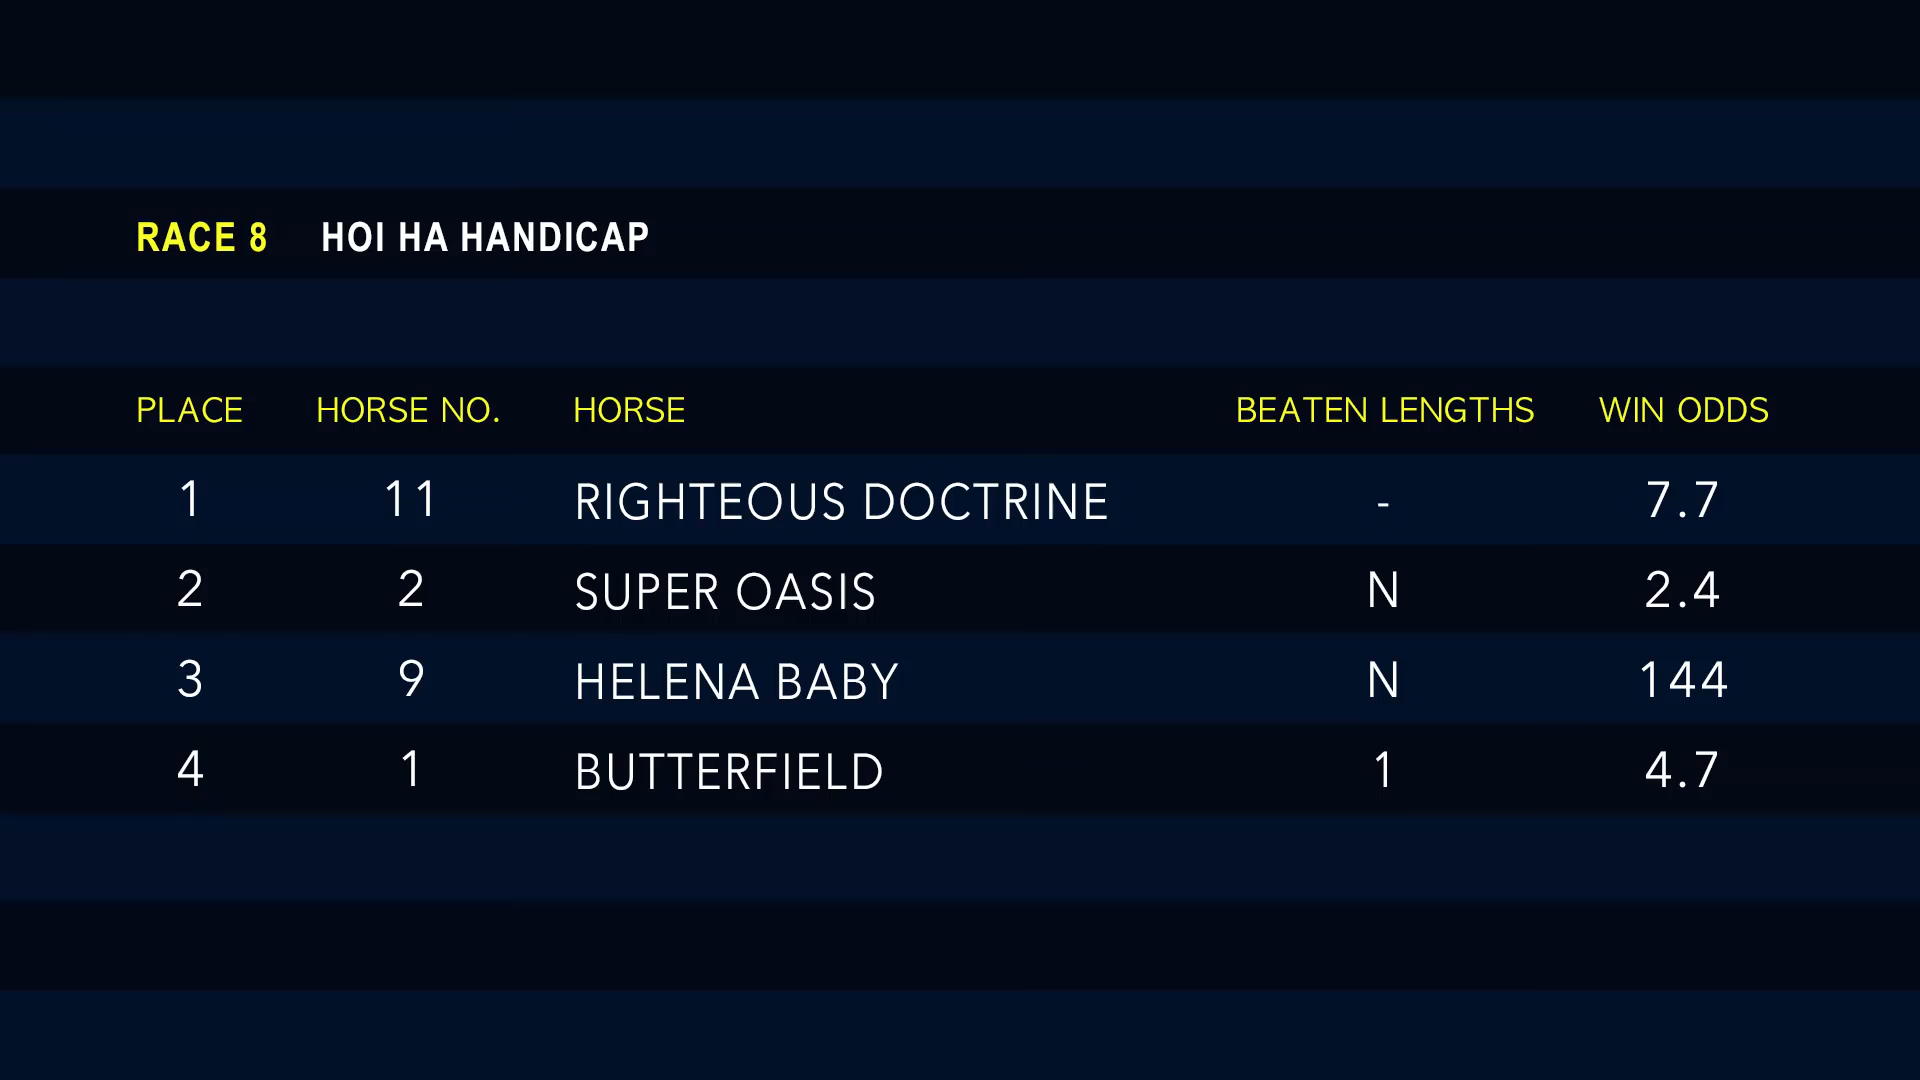 RACE 8 HOI HA HANDICAP
PLACE HORSE NO. HORSE BEATEN LENGTHS WIN ODDS
1 11 RIGHTEOUS DOCTRINE - 7.7
2 2 SUPER OASIS N 2.4
3 9 HELENA BABY N 144
4 1 BUTTERFIELD 1 4.7